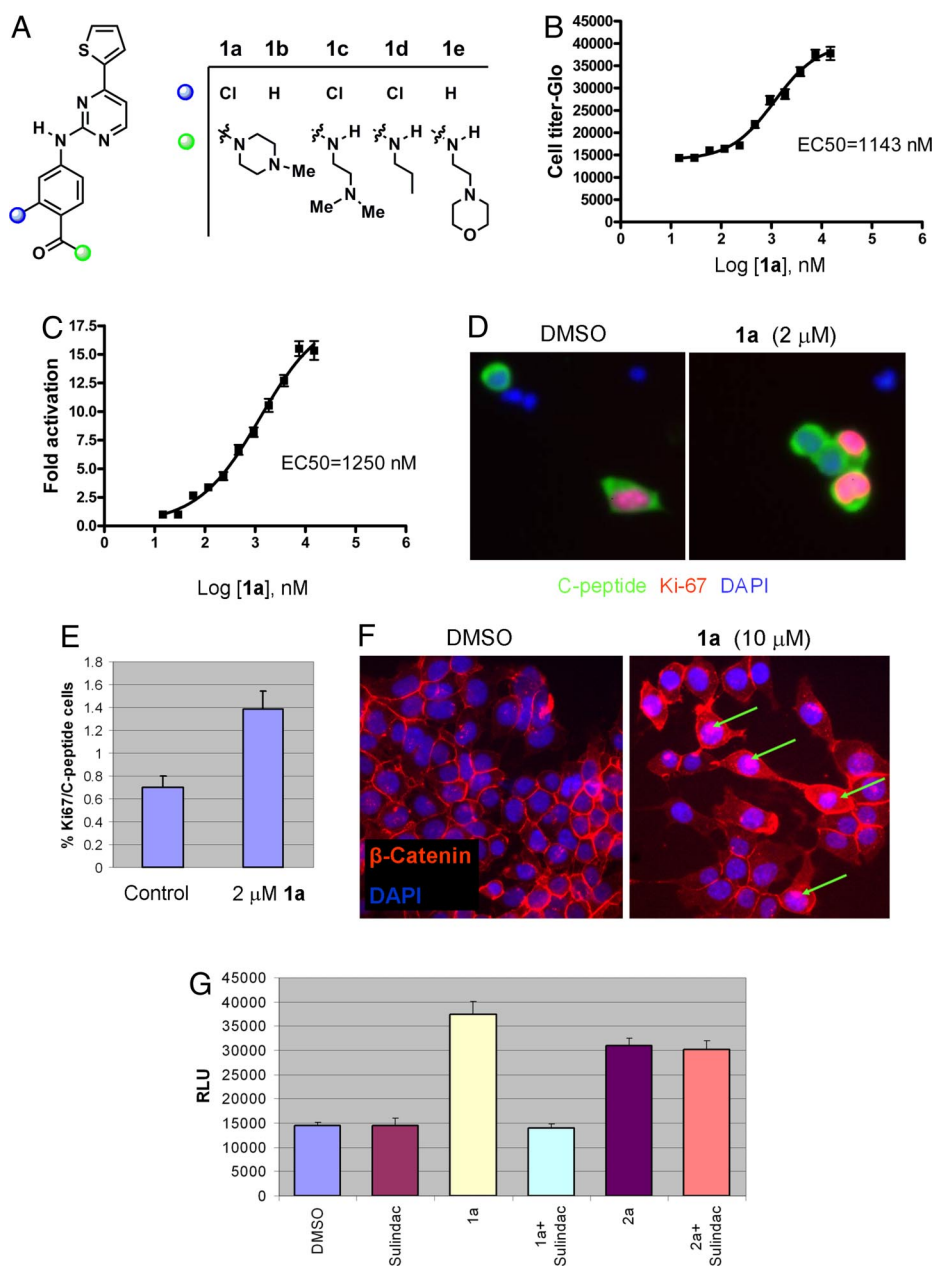 A
1a 1b 1c 1d 1e
Cl H Cl Cl H
S
N
N
H
N
O
N
N
Me
N
H
N
Me
Me
N
H
N
H
N
O
B
Cell titer-Glo
45000
40000
35000
30000
25000
20000
15000
10000
5000
0
EC50=1143 nM
0 1 2 3 4 5 6
Log [1a], nM
C
Fold activation
17.5
15.0
12.5
10.0
7.5
5.0
2.5
0.0
EC50=1250 nM
0 1 2 3 4 5 6
Log [1a], nM
D
DMSO 1a (2 μM)
C-peptide Ki-67 DAPI
E
% Ki67/C-peptide cells
1.8
1.6
1.4
1.2
1
0.8
0.6
0.4
0.2
0
Control 2 μM 1a
F
DMSO 1a (10 μM)
β-Catenin
DAPI
G
RLU
45000
40000
35000
30000
25000
20000
15000
10000
5000
0
DMSO
Sulindac
1a
1a+
Sulindac
2a
2a+
Sulindac